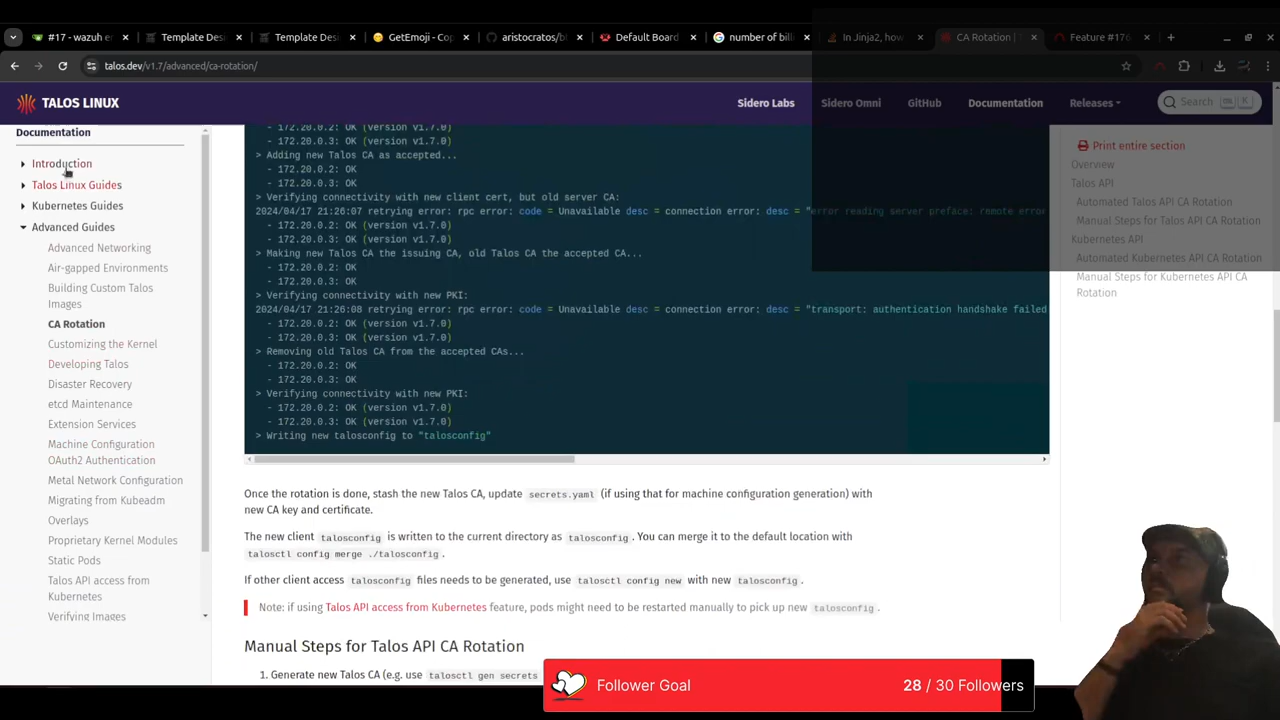 #17 - wazuh er
Template Desi
Template Desi
GetEmoji - Cop
aristocratos/bt
Default Board
number of bill
In Jinja2, how
CA Rotation |
Feature #176
talos.dev/v1.7/advanced/ca-rotation/
TALOS LINUX
Sidero Labs
Sidero Omni
GitHub
Documentation
Releases
Search
Ctrl
K
Documentation
Introduction
Talos Linux Guides
Kubernetes Guides
Advanced Guides
Advanced Networking
Air-gapped Environments
Building Custom Talos
Images
CA Rotation
Customizing the Kernel
Developing Talos
Disaster Recovery
etcd Maintenance
Extension Services
Machine Configuration
OAuth2 Authentication
Metal Network Configuration
Migrating from Kubeadm
Overlays
Proprietary Kernel Modules
Static Pods
Talos API access from
Kubernetes
Verifying Images
- 172.20.0.2: OK (version v1.7.0)
- 172.20.0.3: OK (version v1.7.0)
> Adding new Talos CA as accepted...
- 172.20.0.2: OK
- 172.20.0.3: OK
> Verifying connectivity with new client cert, but old server CA:
2024/04/17 21:26:07 retrying error: rpc error: code = Unavailable desc = connection error: desc = "error reading server preface: remote error
- 172.20.0.2: OK (version v1.7.0)
- 172.20.0.3: OK (version v1.7.0)
> Making new Talos CA the issuing CA, old Talos CA the accepted CA...
- 172.20.0.2: OK
- 172.20.0.3: OK
> Verifying connectivity with new PKI:
2024/04/17 21:26:08 retrying error: rpc error: code = Unavailable desc = connection error: desc = "transport: authentication handshake failed
- 172.20.0.2: OK (version v1.7.0)
- 172.20.0.3: OK (version v1.7.0)
> Removing old Talos CA from the accepted CAs...
- 172.20.0.2: OK
- 172.20.0.3: OK
> Verifying connectivity with new PKI:
- 172.20.0.2: OK (version v1.7.0)
- 172.20.0.3: OK (version v1.7.0)
> Writing new talosconfig to "talosconfig"
Once the rotation is done, stash the new Talos CA, update secrets.yaml (if using that for machine configuration generation) with
new CA key and certificate.
The new client talosconfig is written to the current directory as talosconfig. You can merge it to the default location with
talosctl config merge ./talosconfig.
If other client access talosconfig files needs to be generated, use talosctl config new with new talosconfig.
Note: if using Talos API access from Kubernetes feature, pods might need to be restarted manually to pick up new talosconfig.
Manual Steps for Talos API CA Rotation
1. Generate new Talos CA (e.g. use talosctl gen secrets
Print entire section
Overview
Talos API
Automated Talos API CA Rotation
Manual Steps for Talos API CA Rotation
Kubernetes API
Automated Kubernetes API CA Rotation
Manual Steps for Kubernetes API CA
Rotation
Follower Goal
28 / 30 Followers